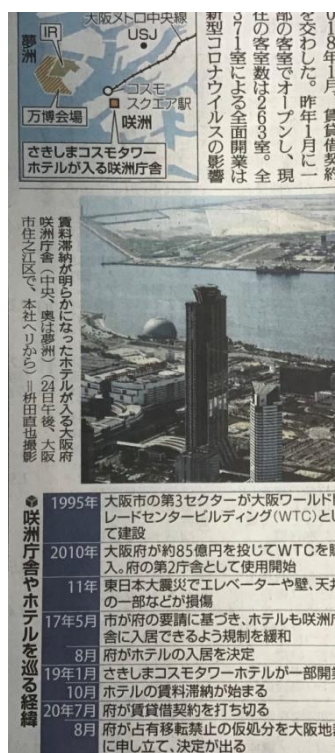 18年1月、賃貸借契約
を交わした。昨年1月に一
部の客室でオープンし、現
在の客室数は263室。全
371室による全面開業は
新型コロナウイルスの影響
大阪メトロ中央線
IR
USJ
夢洲
コスモ
スクエア駅
万博会場
咲洲
さきしまコスモタワー
ホテルが入る咲洲庁舎
賃料滞納が明らかになったホテルが入る大阪府
咲洲庁舎（中央、奥は夢洲）（24日午後、大阪
市住之江区で、本社ヘリから）＝枡田直也撮影
咲洲庁舎やホテルを巡る経緯
1995年 大阪市の第3セクターが大阪ワールドト
レードセンタービルディング(WTC)とし
て建設
2010年 大阪府が約85億円を投じてWTCを購
入。府の第2庁舎として使用開始
11年 東日本大震災でエレベーターや壁、天井
の一部などが損傷
17年5月 市が府の要請に基づき、ホテルも咲洲庁
舎に入居できるよう規制を緩和
8月 府がホテルの入居を決定
19年1月 さきしまコスモタワーホテルが一部開業
10月 ホテルの賃料滞納が始まる
20年7月 府が賃貸借契約を打ち切る
8月 府が占有移転禁止の仮処分を大阪地裁
に申し立て、決定が出る